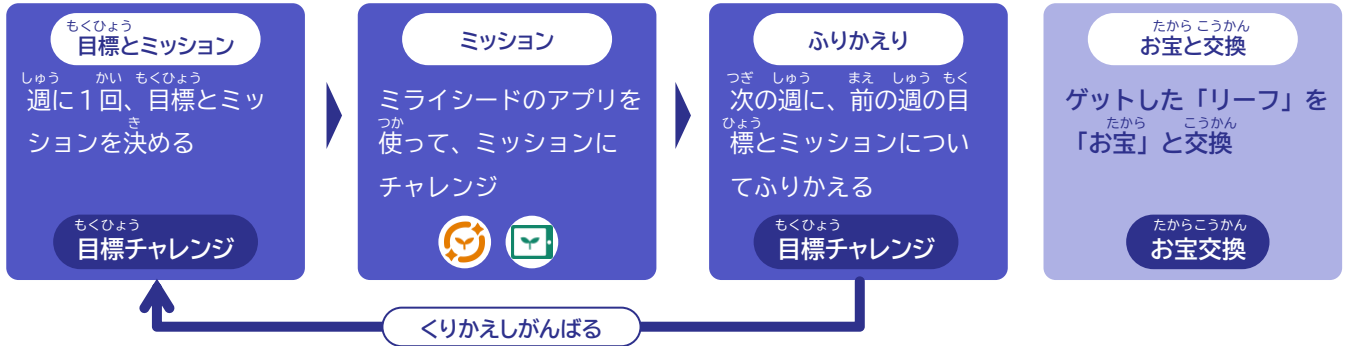 もくひょう
目標とミッション
しゅう かい もくひょう
週に1回、目標とミッ
き
ションを決める
もくひょう
目標チャレンジ
ミッション
ミライシードのアプリを
つか
使って、ミッションに
チャレンジ
ふりかえり
つぎ しゅう まえ しゅう もく
次の週に、前の週の目
ひょう
標とミッションについ
てふりかえる
もくひょう
目標チャレンジ
たから こうかん
お宝と交換
ゲットした「リーフ」を
たから こうかん
「お宝」と交換
たからこうかん
お宝交換
くりかえしがんばる